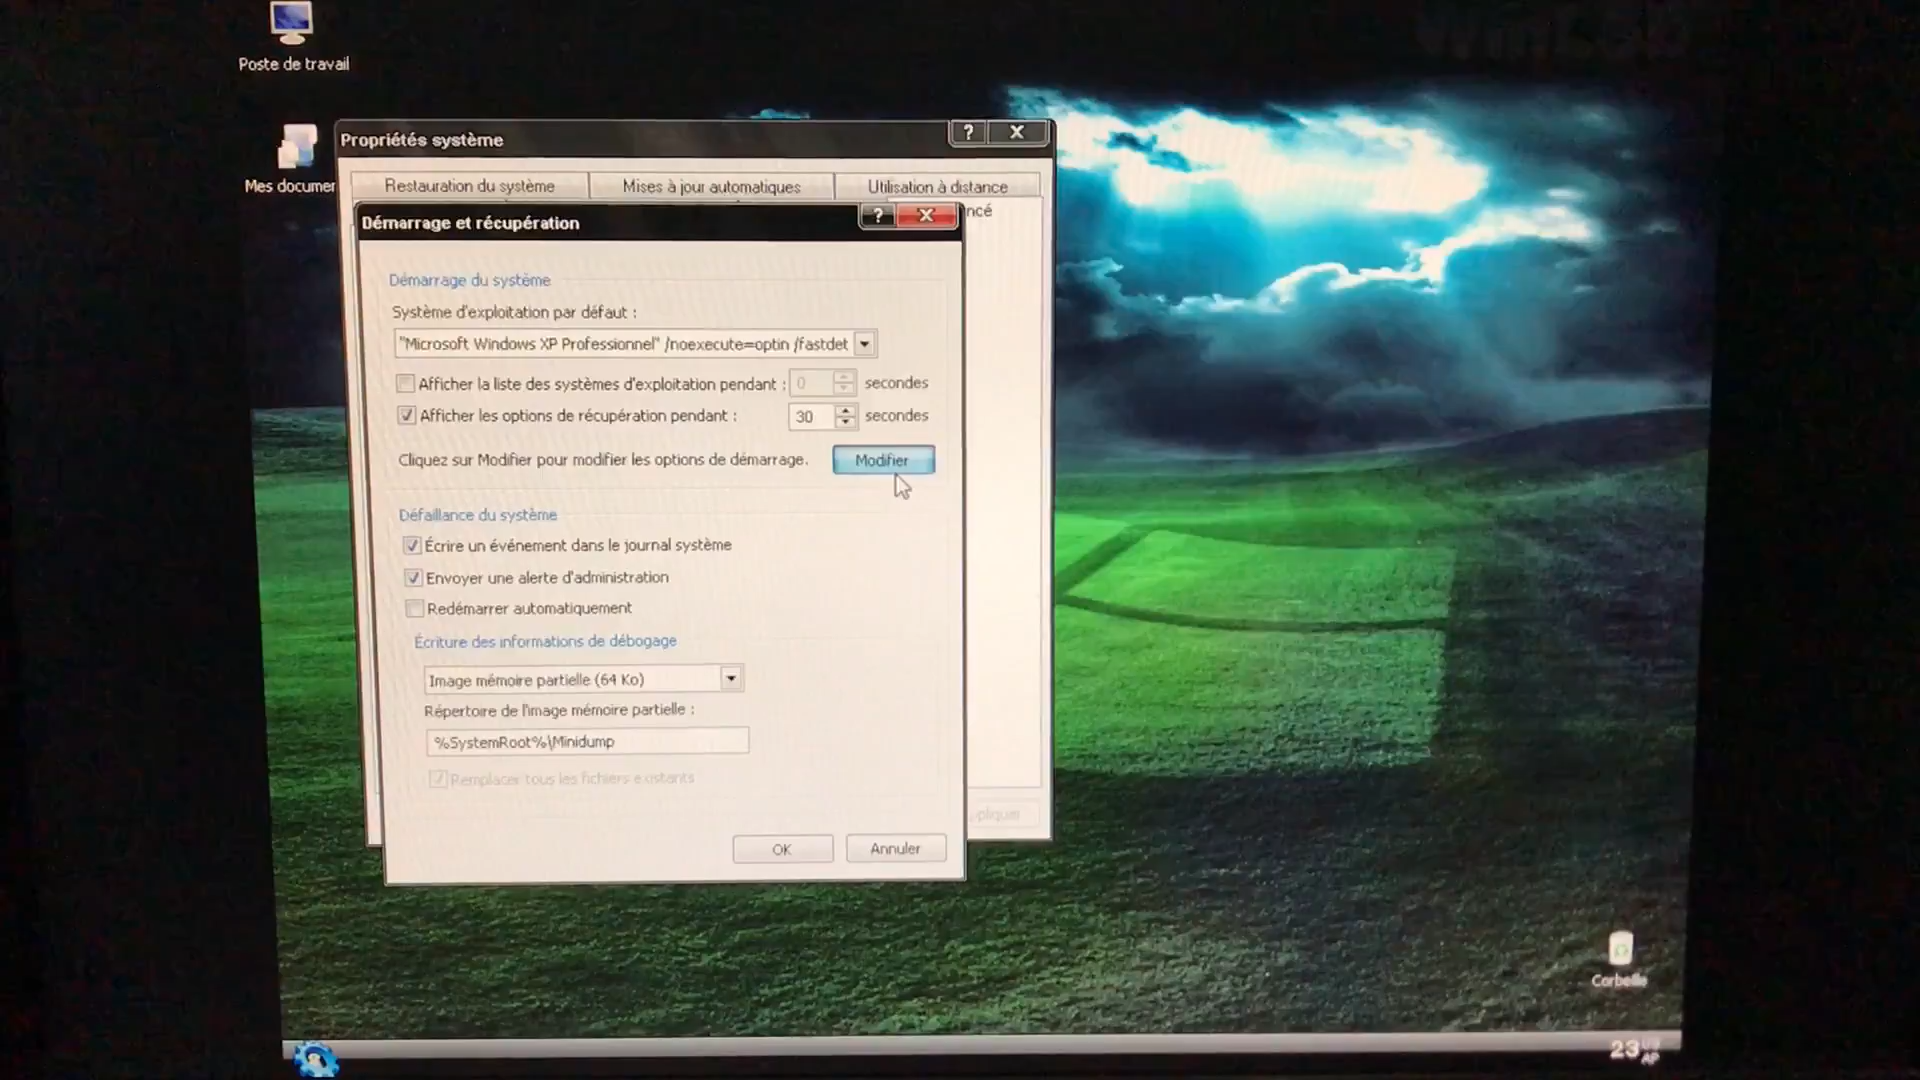 Poste de travail
Mes documen
Propriétés système
?
X
Restauration du système
Mises à jour automatiques
Utilisation à distance
ncé
Démarrage et récupération
?
X
Démarrage du système
Système d'exploitation par défaut :
"Microsoft Windows XP Professionnel" /noexecute=optin /fastdet
Afficher la liste des systèmes d'exploitation pendant :
0
secondes
Afficher les options de récupération pendant :
30
secondes
Cliquez sur Modifier pour modifier les options de démarrage.
Modifier
Défaillance du système
Écrire un événement dans le journal système
Envoyer une alerte d'administration
Redémarrer automatiquement
Écriture des informations de débogage
Image mémoire partielle (64 Ko)
Répertoire de l'image mémoire partielle :
%SystemRoot%\Minidump
Remplacer tous les fichiers existants
OK
Annuler
ppliquer
Corbeille
23